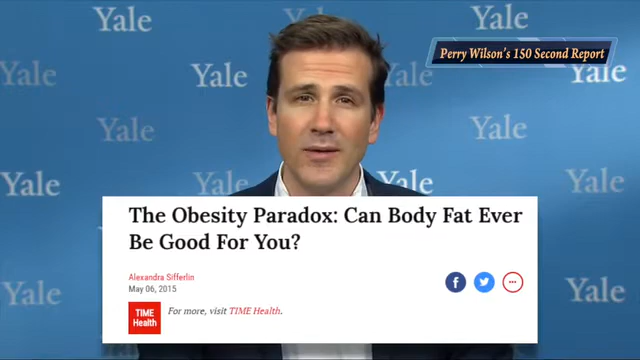 Perry Wilson's 150 Second Report
Yale
Yale
Yale
Yale
Yale
Yale
Yale
Yale
Yale
Yale
Yale
The Obesity Paradox: Can Body Fat Ever
Be Good For You?
Alexandra Sifferlin
May 06, 2015
TIME
Health
For more, visit TIME Health.